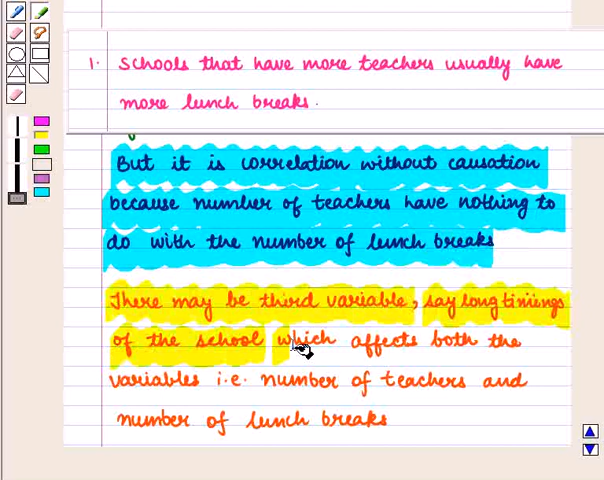 1. Schools that have more teachers usually have
more lunch breaks.
But it is correlation without causation
because number of teachers have nothing to
do with the number of lunch breaks
There may be third variable, say long timings
of the school which affects both the
variables i.e. number of teachers and
number of lunch breaks